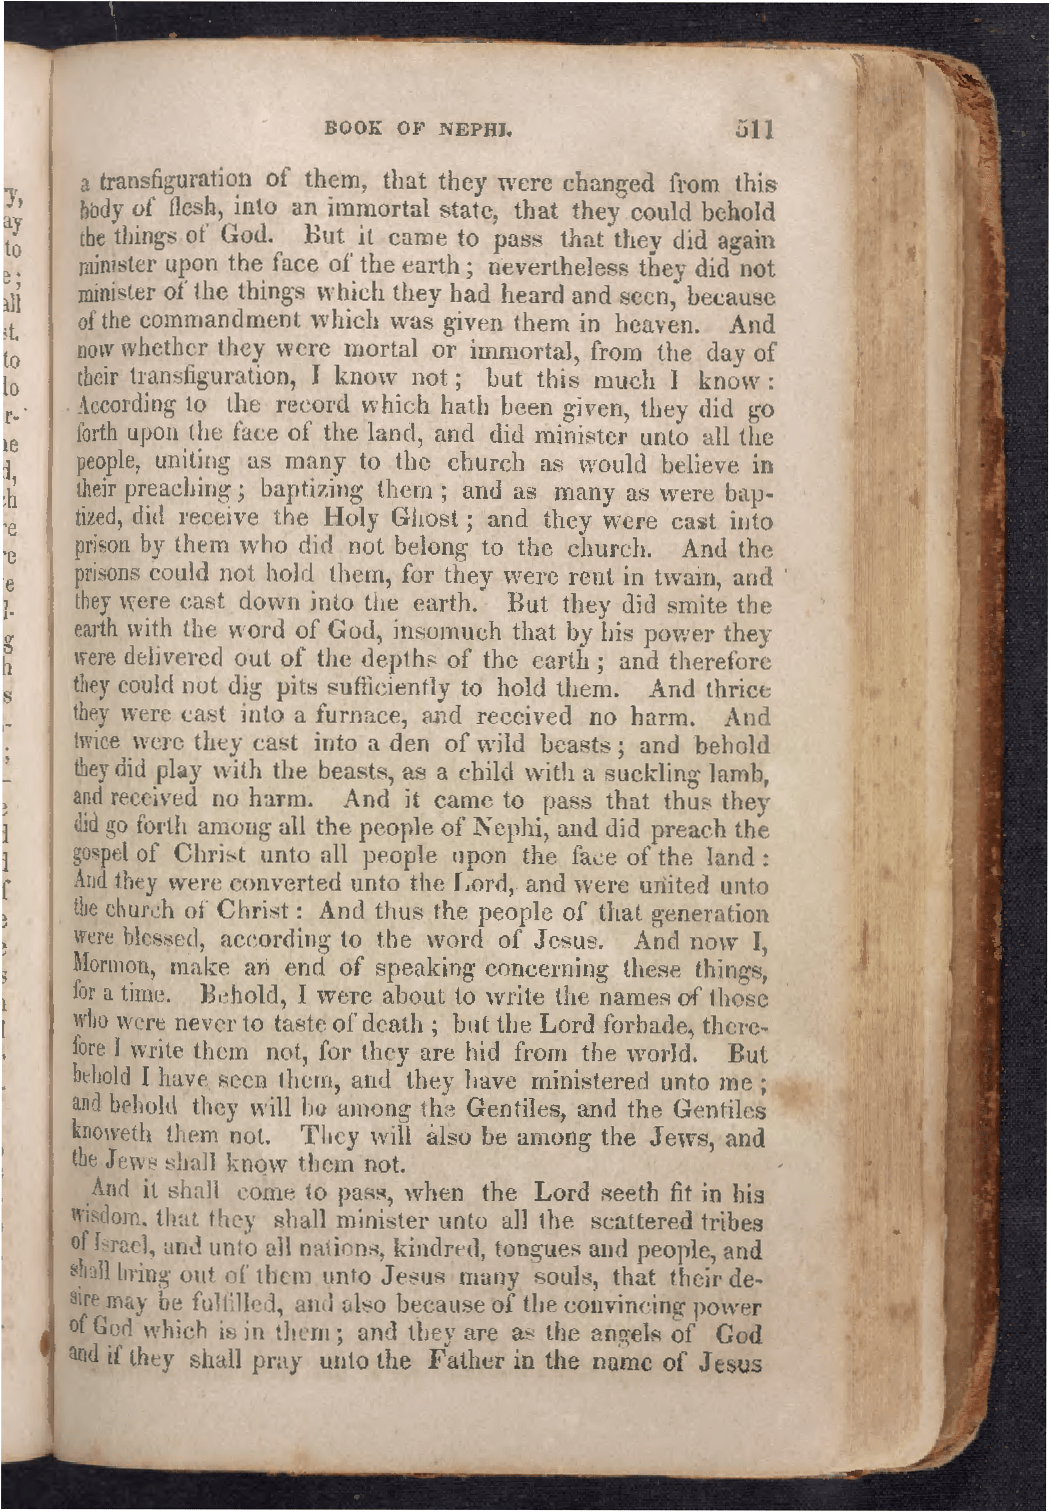 BOOK OF NEPHI. 511
a transfiguration of them, that they were changed from this
body of flesh, into an immortal state, that they could behold
the things of God. But it came to pass that they did again
minister upon the face of the earth; nevertheless they did not
minister of the things which they had heard and seen, because
of the commandment which was given them in heaven. And
now whether they were mortal or immortal, from the day of
their transfiguration, I know not; but this much I know:
According to the record which hath been given, they did go
forth upon the face of the land, and did minister unto all the
people, uniting as many to the church as would believe in
their preaching; baptizing them; and as many as were bap-
tized, did receive the Holy Ghost; and they were cast into
prison by them who did not belong to the church. And the
prisons could not hold them, for they were rent in twain, and
they were cast down into the earth. But they did smite the
earth with the word of God, insomuch that by his power they
were delivered out of the depths of the earth; and therefore
they could not dig pits sufficiently to hold them. And thrice
they were cast into a furnace, and received no harm. And
twice were they cast into a den of wild beasts; and behold
they did play with the beasts, as a child with a suckling lamb,
and received no harm. And it came to pass that thus they
did go forth among all the people of Nephi, and did preach the
gospel of Christ unto all people upon the face of the land:
And they were converted unto the Lord, and were united unto
the church of Christ: And thus the people of that generation
were blessed, according to the word of Jesus. And now I,
Mormon, make an end of speaking concerning these things,
for a time. Behold, I were about to write the names of those
who were never to taste of death; but the Lord forbade, there-
fore I write them not, for they are hid from the world. But
behold I have seen them, and they have ministered unto me;
and behold they will be among the Gentiles, and the Gentiles
knoweth them not. They will also be among the Jews, and
the Jews shall know them not.
And it shall come to pass, when the Lord seeth fit in his
wisdom, that they shall minister unto all the scattered tribes
of Israel, and unto all nations, kindred, tongues and people, and
shall bring out of them unto Jesus many souls, that their de-
sire may be fulfilled, and also because of the convincing power
of God which is in them; and they are as the angels of God
and if they shall pray unto the Father in the name of Jesus